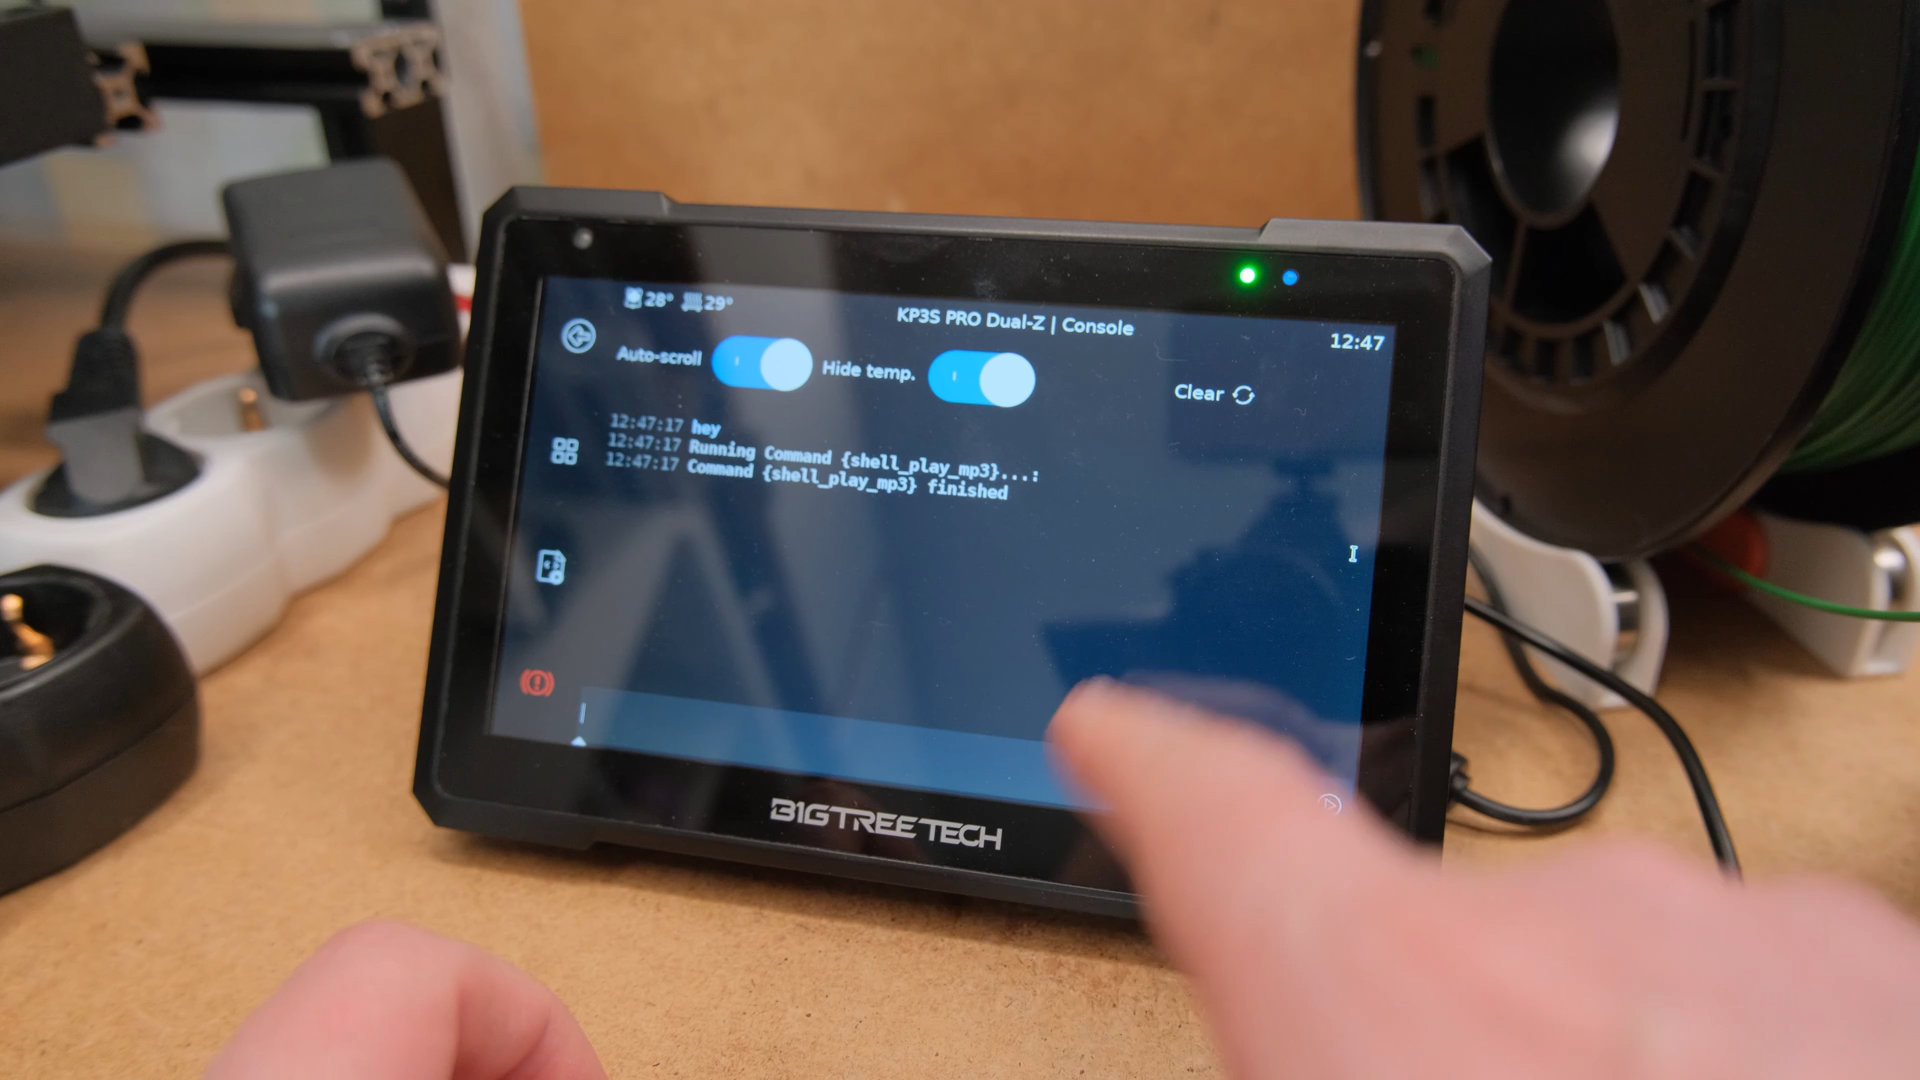 28° 29°
KP3S PRO Dual-Z | Console
12:47
Auto-scroll
Hide temp.
Clear
12:47:17 hey
12:47:17 Running Command {shell_play_mp3}...:
12:47:17 Command {shell_play_mp3} finished
BIGTREETECH